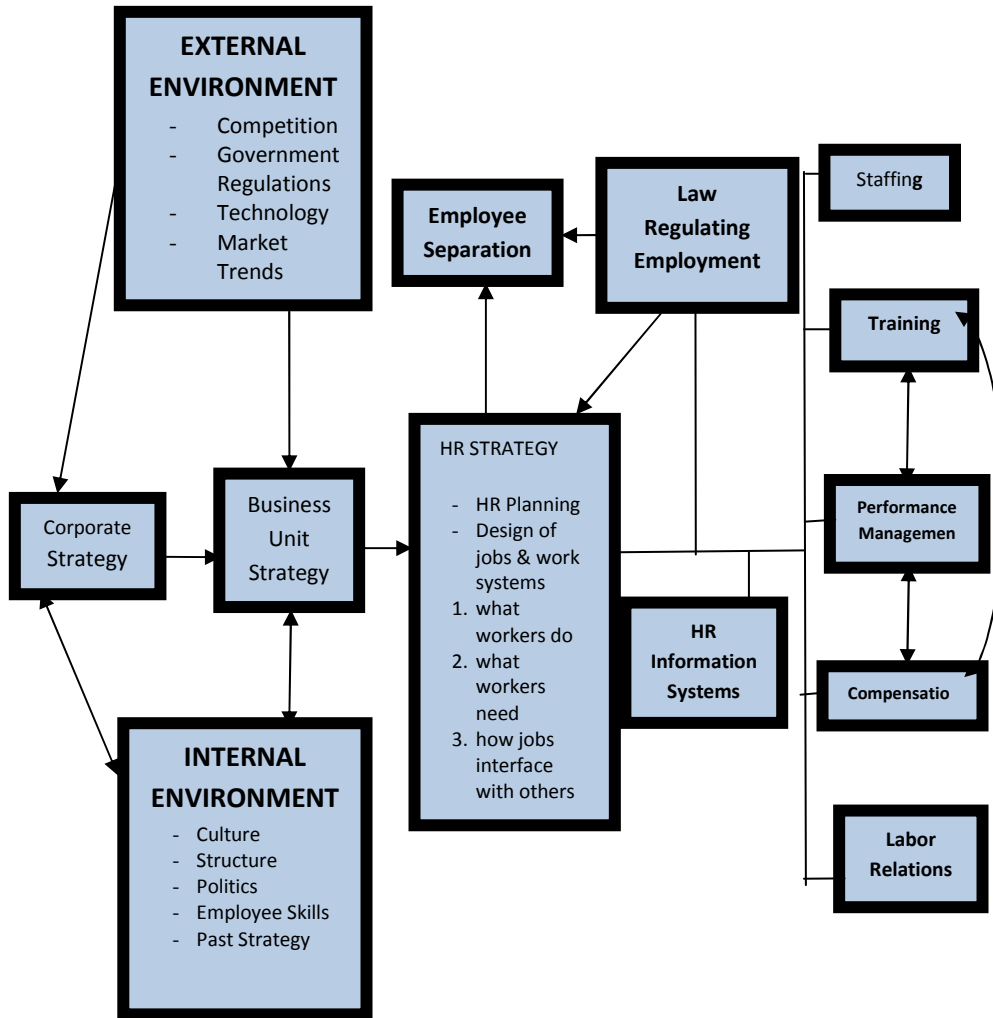 EXTERNAL
ENVIRONMENT
- Competition
- Government
Regulations
- Technology
- Market
Trends
Employee
Separation
Law
Regulating
Employment
Staffing
Training
Corporate
Strategy
Business
Unit
Strategy
HR STRATEGY
- HR Planning
- Design of
jobs & work
systems
1. what
workers do
2. what
workers
need
3. how jobs
interface
with others
HR
Information
Systems
Performance
Managemen
Compensatio
Labor
Relations
INTERNAL
ENVIRONMENT
- Culture
- Structure
- Politics
- Employee Skills
- Past Strategy